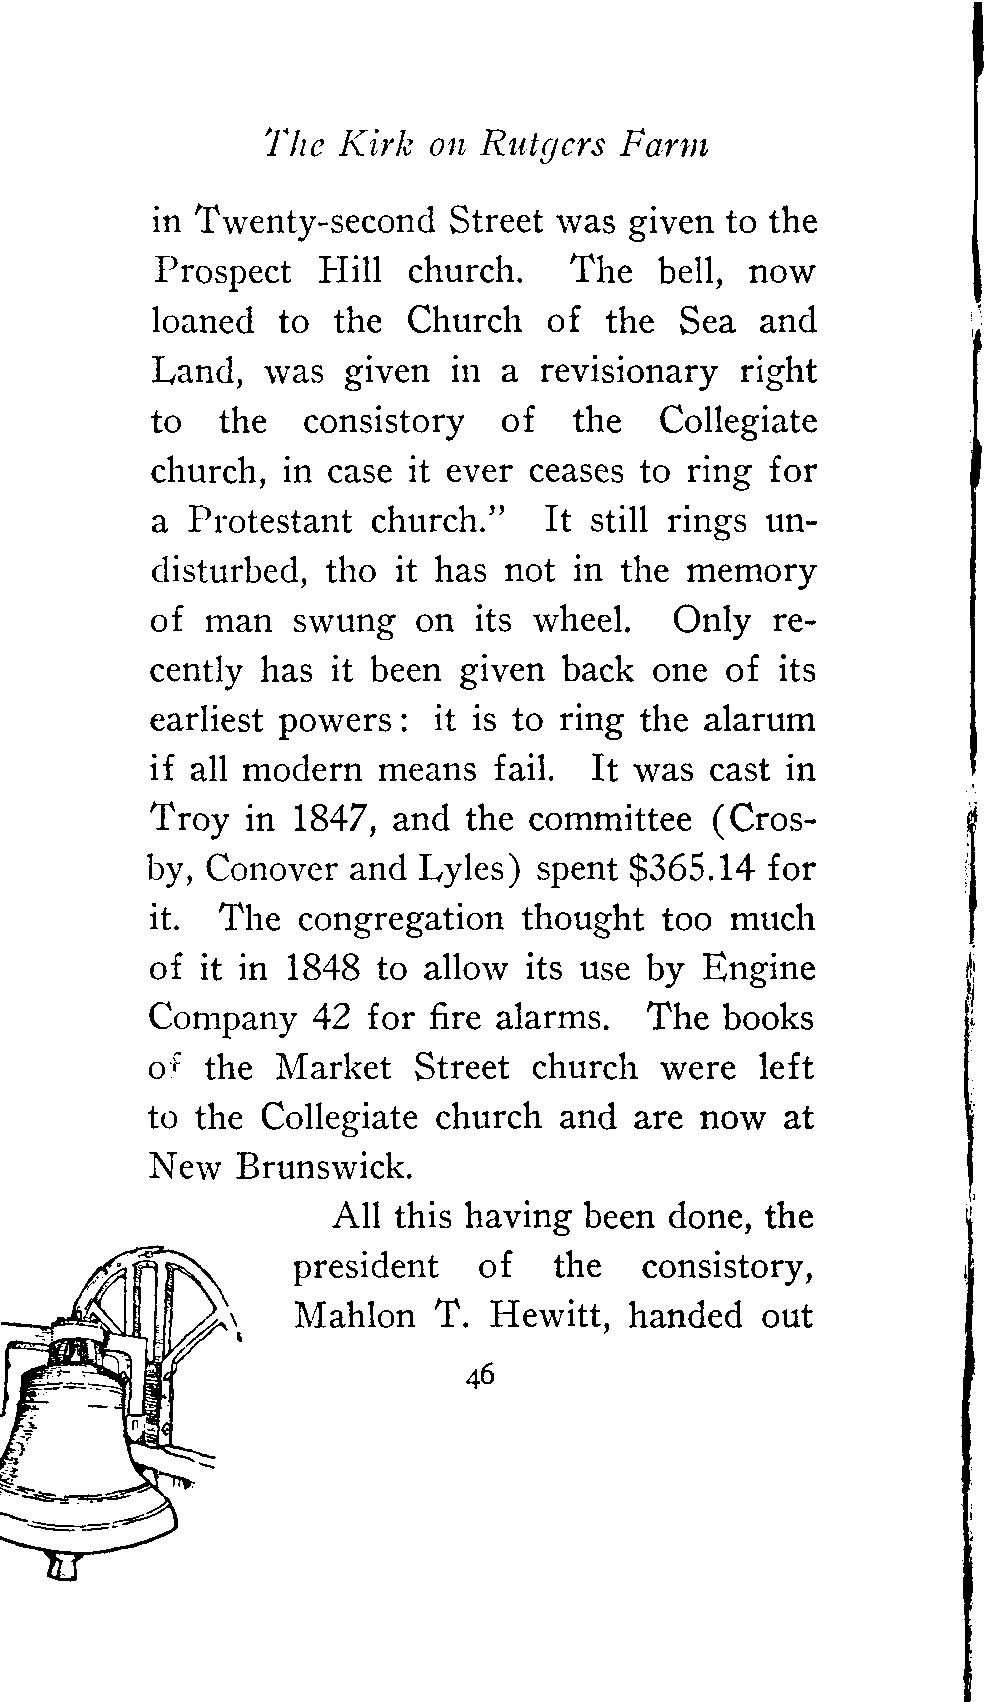 The Kirk on Rutgers Farm
in Twenty-second Street was given to the
Prospect Hill church. The bell, now
loaned to the Church of the Sea and
Land, was given in a revisionary right
to the consistory of the Collegiate
church, in case it ever ceases to ring for
a Protestant church.” It still rings un-
disturbed, tho it has not in the memory
of man swung on its wheel. Only re-
cently has it been given back one of its
earliest powers: it is to ring the alarum
if all modern means fail. It was cast in
Troy in 1847, and the committee (Cros-
by, Conover and Lyles) spent $365.14 for
it. The congregation thought too much
of it in 1848 to allow its use by Engine
Company 42 for fire alarms. The books
of the Market Street church were left
to the Collegiate church and are now at
New Brunswick.
All this having been done, the
president of the consistory,
Mahlon T. Hewitt, handed out
46